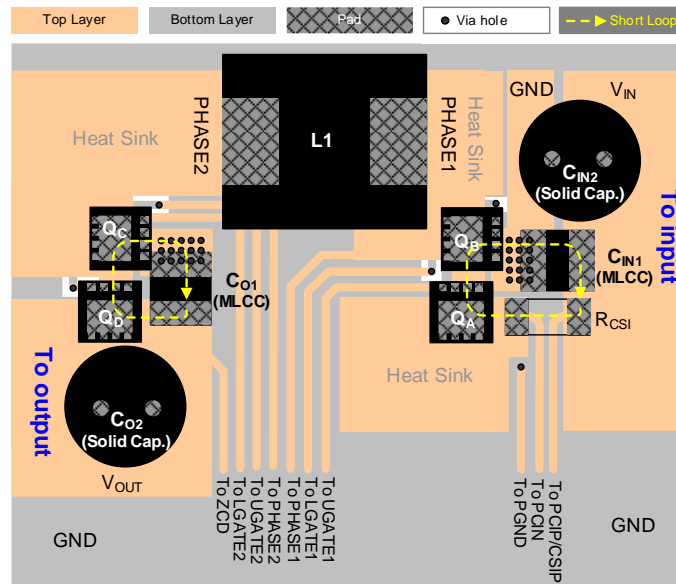 Top Layer
Bottom Layer
Pad
Via hole
Short Loop
PHASE2
L1
PHASE1
Heat Sink
GND
VIN
Heat Sink
CIN2
(Solid Cap.)
To input
QC
QB
CIN1
(MLCC)
CO1
(MLCC)
QD
QA
RCSI
To output
CO2
(Solid Cap.)
Heat Sink
VOUT
To ZCD
To LGATE2
To UGATE2
To PHASE2
To PHASE1
To LGATE1
To UGATE1
To PGND
To PCIN
To PCIP/CSIP
GND
GND